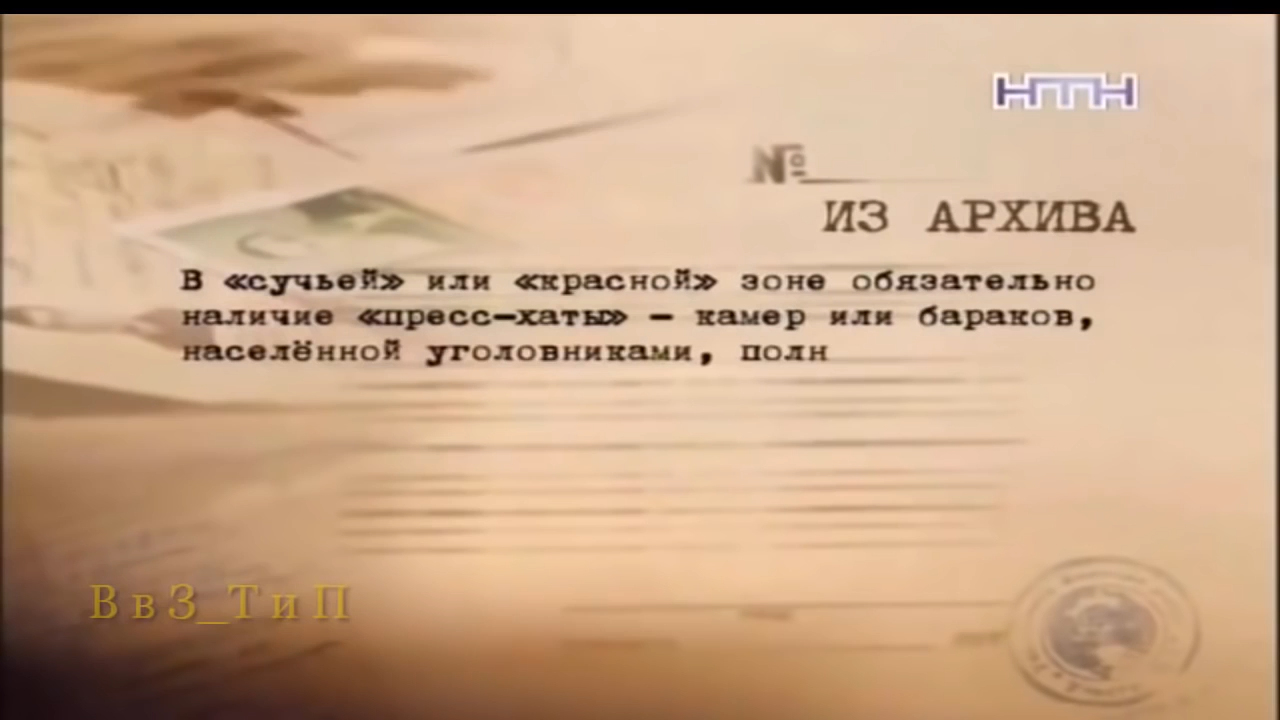 НТН
№
ИЗ АРХИВА
В «сучьей» или «красной» зоне обязательно
наличие «пресс-хаты» – камер или бараков,
населённой уголовниками, полн
ВвЗ_ТиП